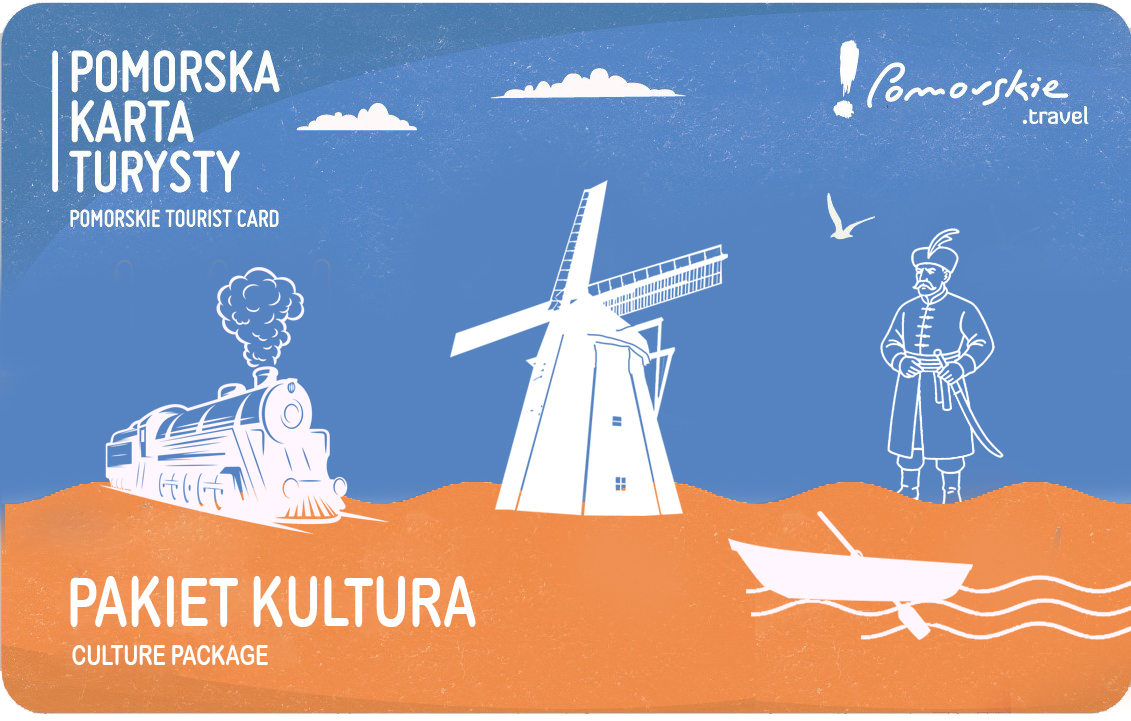 POMORSKA
KARTA
TURYSTY
POMORSKIE TOURIST CARD
Pomorskie
.travel
PAKIET KULTURA
CULTURE PACKAGE